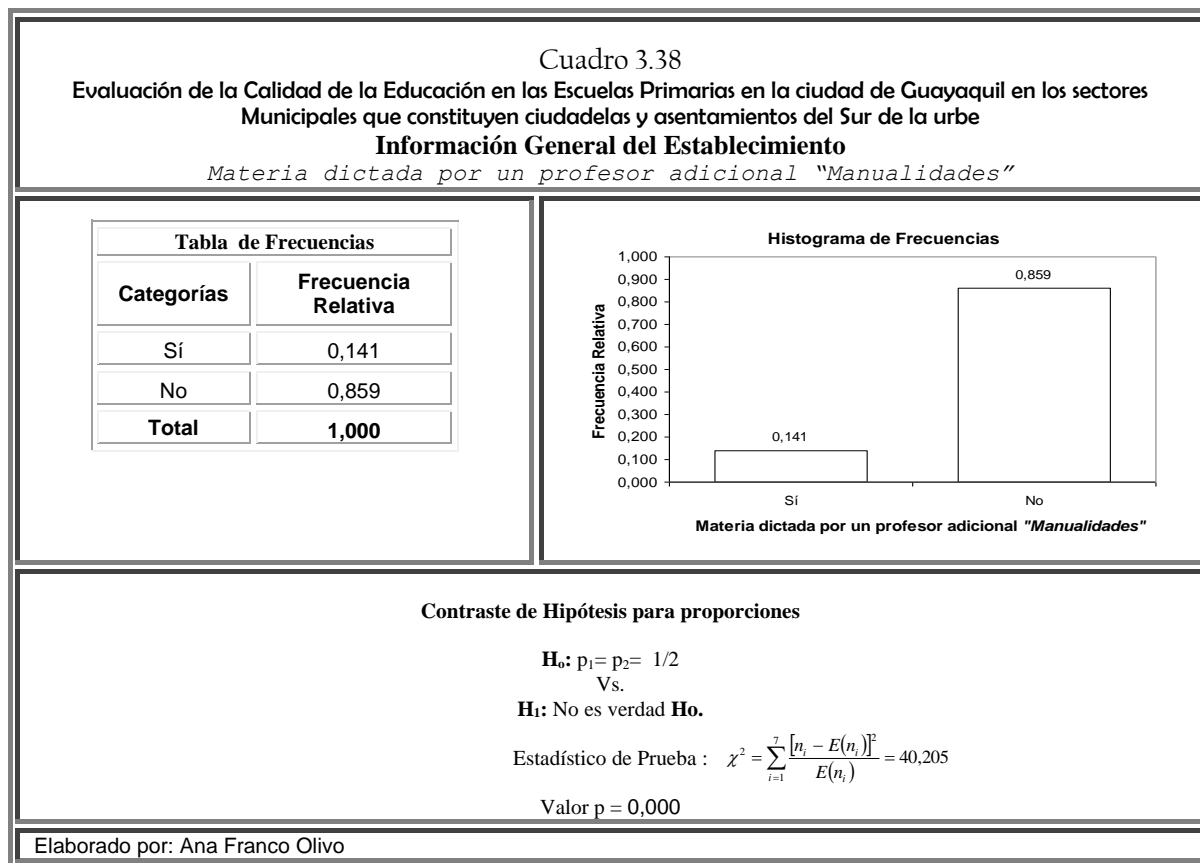 Cuadro 3.38
Evaluación de la Calidad de la Educación en las Escuelas Primarias en la ciudad de Guayaquil en los sectores
Municipales que constituyen ciudadelas y asentamientos del Sur de la urbe
Información General del Establecimiento
Materia dictada por un profesor adicional “Manualidades”
Tabla de Frecuencias
Categorías Frecuencia Relativa
Sí 0,141
No 0,859
Total 1,000
Histograma de Frecuencias
Frecuencia Relativa
1,000
0,900
0,800
0,700
0,600
0,500
0,400
0,300
0,200
0,100
0,000
0,141
0,859
Sí No
Materia dictada por un profesor adicional "Manualidades"
Contraste de Hipótesis para proporciones
Ho: p1= p2= 1/2
Vs.
H1: No es verdad Ho.
Estadístico de Prueba : χ² = ∑_{i=1}^{7} [n_i − E(n_i)]² / E(n_i) = 40,205
Valor p = 0,000
Elaborado por: Ana Franco Olivo